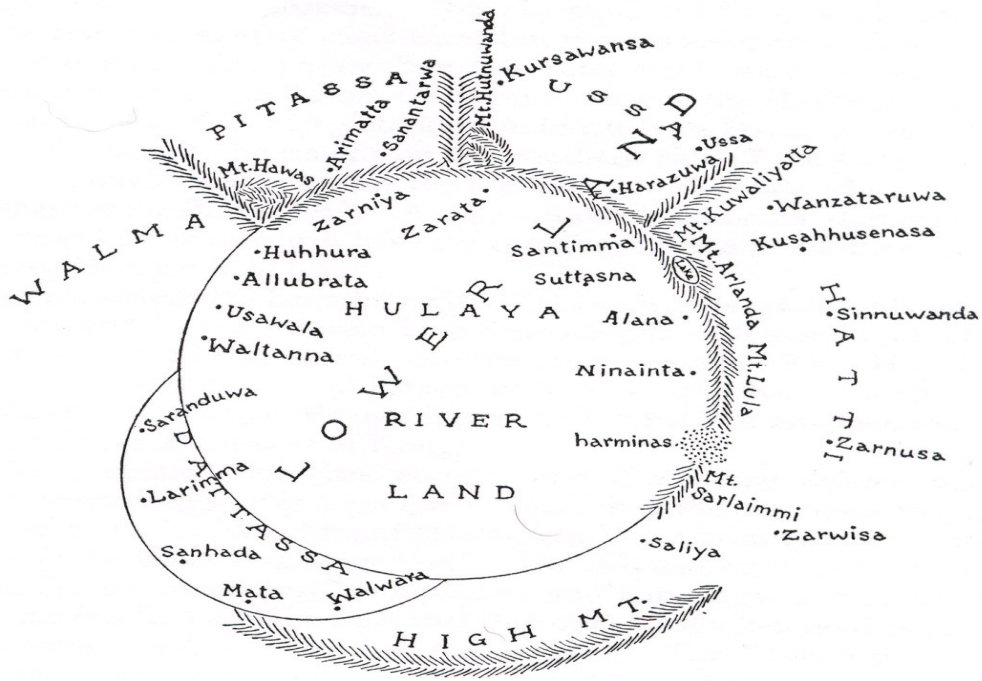 PITASSA
Mt. Hutnuwanda
Kursawansa
USSA
Arimatta
Sanantarwa
Mt. Hawas
Ussa
LOWER LAND
Harazuwa
Mt. Kuwaliyatta
WALMA
Zarniya
Zarata
Wanzataruwa
Huhhura
Santimma
Kusahhusenasa
Mt. Arlanda
Lake
Allubrata
Suttasna
HULAYA
Usawala
Alana
Sinnuwanda
HATTI
Waltanna
Ninainta
Mt. Lula
Saranduwa
RIVER
harminas
Zarnusa
DATTASSA
Larimma
LAND
Mt.
Sarlaimmi
Sanhada
Saliya
Zarwisa
Mata
Walwara
HIGH MT.